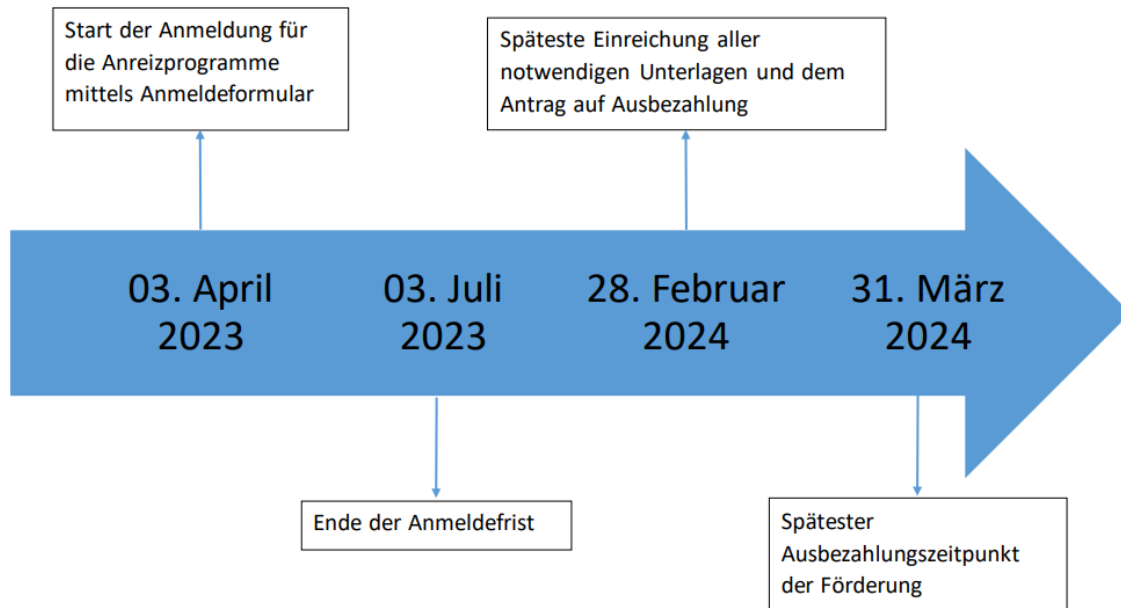 Start der Anmeldung für
die Anreizprogramme
mittels Anmeldeformular
Späteste Einreichung aller
notwendigen Unterlagen und dem
Antrag auf Ausbezahlung
03. April
2023
03. Juli
2023
28. Februar
2024
31. März
2024
Ende der Anmeldefrist
Spätester
Ausbezahlungszeitpunkt
der Förderung